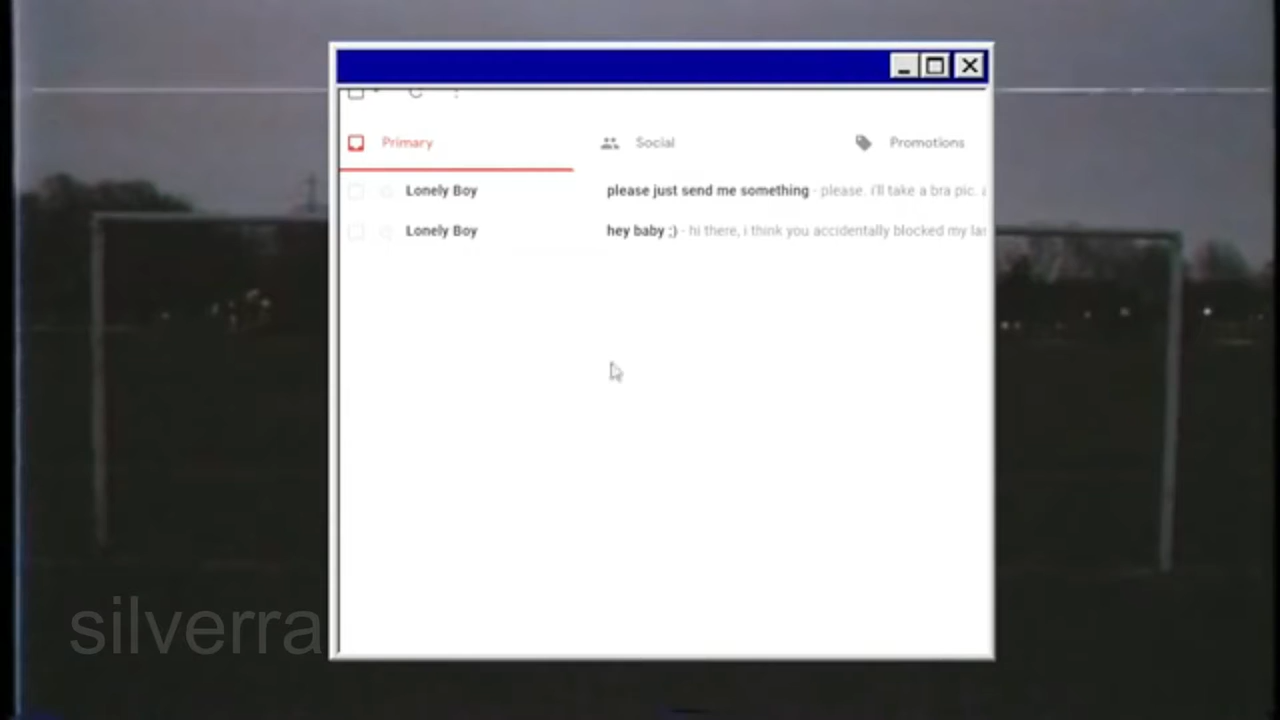 Primary Social Promotions
Lonely Boy please just send me something - please. i'll take a bra pic.
Lonely Boy hey baby ;) - hi there, i think you accidentally blocked my las
silverra